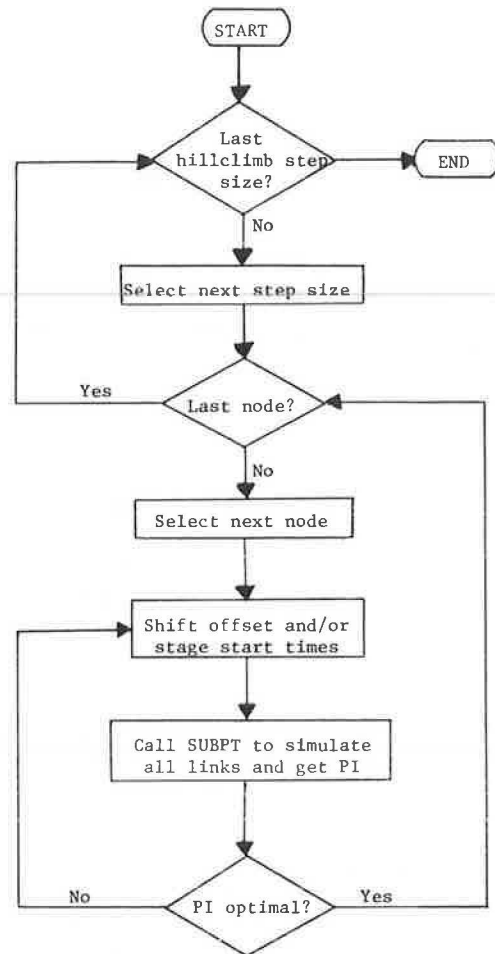 START
Last
hillclimb step
size?
END
No
Select next step size
Yes
Last node?
No
Select next node
Shift offset and/or
stage start times
Call SUBPT to simulate
all links and get PI
No
PI optimal?
Yes